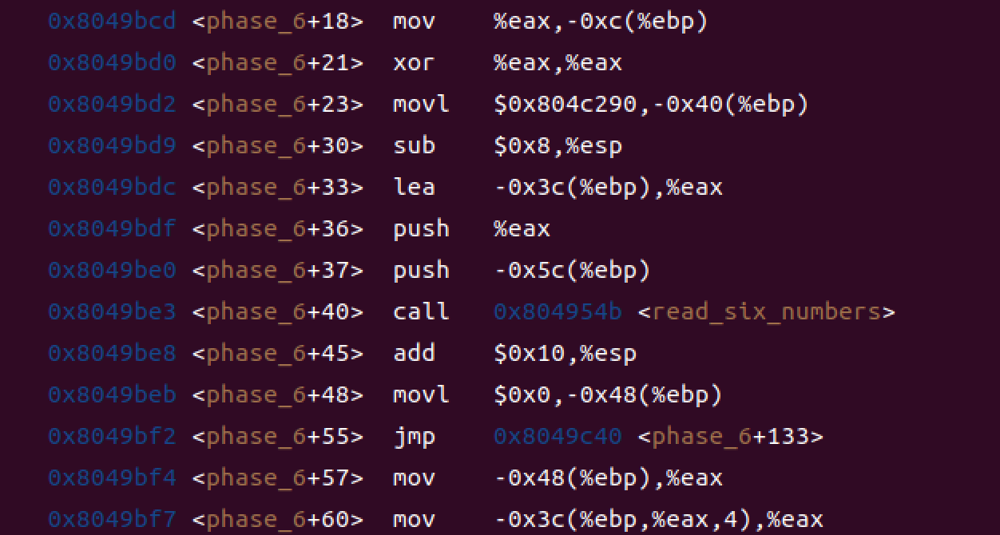 0x8049bcd <phase_6+18> mov %eax,-0xc(%ebp)
0x8049bd0 <phase_6+21> xor %eax,%eax
0x8049bd2 <phase_6+23> movl $0x804c290,-0x40(%ebp)
0x8049bd9 <phase_6+30> sub $0x8,%esp
0x8049bdc <phase_6+33> lea -0x3c(%ebp),%eax
0x8049bdf <phase_6+36> push %eax
0x8049be0 <phase_6+37> push -0x5c(%ebp)
0x8049be3 <phase_6+40> call 0x804954b <read_six_numbers>
0x8049be8 <phase_6+45> add $0x10,%esp
0x8049beb <phase_6+48> movl $0x0,-0x48(%ebp)
0x8049bf2 <phase_6+55> jmp 0x8049c40 <phase_6+133>
0x8049bf4 <phase_6+57> mov -0x48(%ebp),%eax
0x8049bf7 <phase_6+60> mov -0x3c(%ebp,%eax,4),%eax